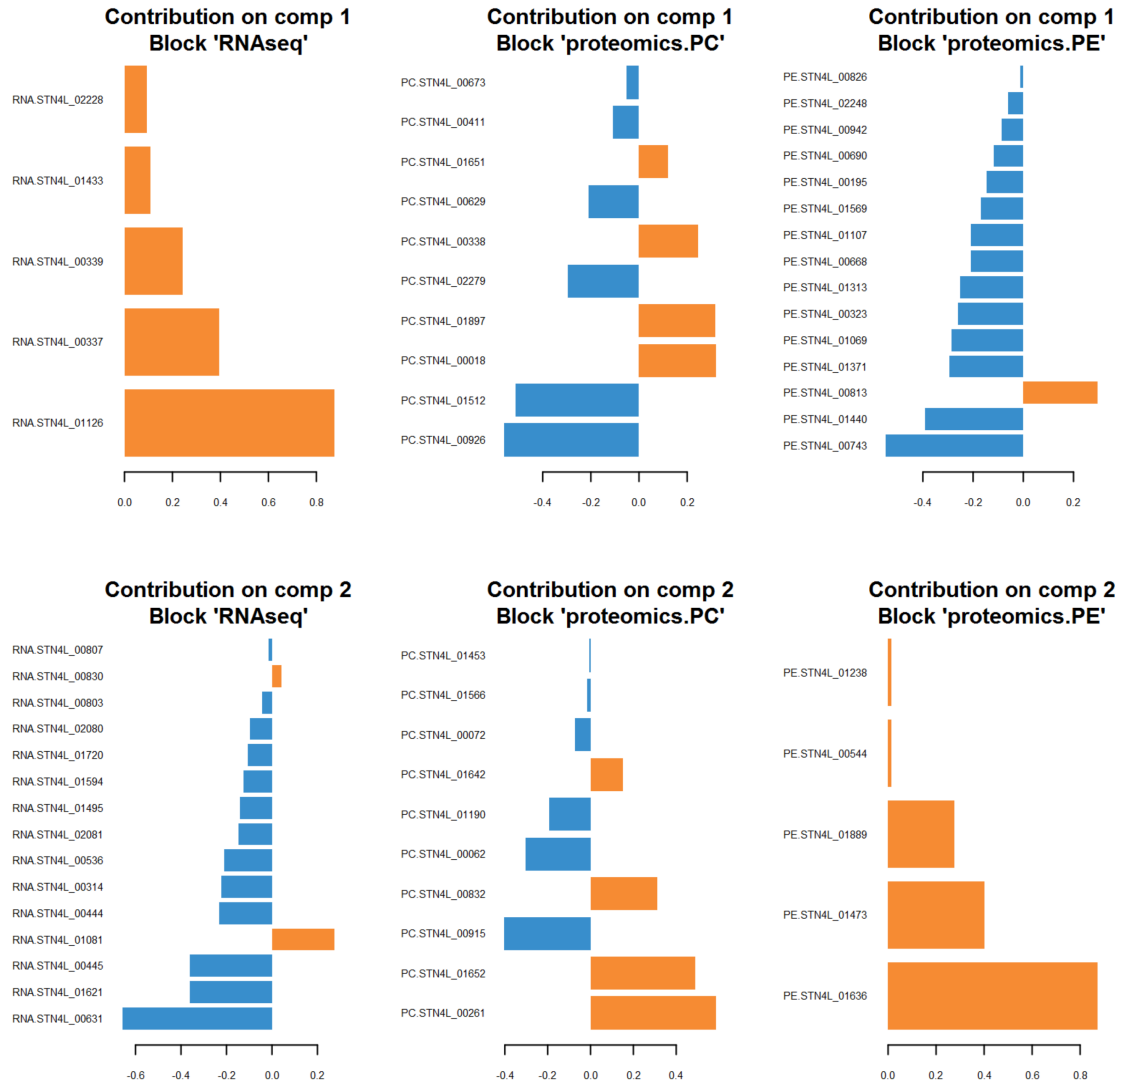 Contribution on comp 1
Block 'RNAseq'
RNA.STN4L_02228
RNA.STN4L_01433
RNA.STN4L_00339
RNA.STN4L_00337
RNA.STN4L_01126
0.0 0.2 0.4 0.6 0.8
Contribution on comp 1
Block 'proteomics.PC'
PC.STN4L_00673
PC.STN4L_00411
PC.STN4L_01651
PC.STN4L_00629
PC.STN4L_00338
PC.STN4L_02279
PC.STN4L_01897
PC.STN4L_00018
PC.STN4L_01512
PC.STN4L_00926
-0.4 -0.2 0.0 0.2
Contribution on comp 1
Block 'proteomics.PE'
PE.STN4L_00826
PE.STN4L_02248
PE.STN4L_00942
PE.STN4L_00690
PE.STN4L_00195
PE.STN4L_01569
PE.STN4L_01107
PE.STN4L_00668
PE.STN4L_01313
PE.STN4L_00323
PE.STN4L_01069
PE.STN4L_01371
PE.STN4L_00813
PE.STN4L_01440
PE.STN4L_00743
-0.4 -0.2 0.0 0.2
Contribution on comp 2
Block 'RNAseq'
RNA.STN4L_00807
RNA.STN4L_00830
RNA.STN4L_00803
RNA.STN4L_02080
RNA.STN4L_01720
RNA.STN4L_01594
RNA.STN4L_01495
RNA.STN4L_02081
RNA.STN4L_00536
RNA.STN4L_00314
RNA.STN4L_00444
RNA.STN4L_01081
RNA.STN4L_00445
RNA.STN4L_01621
RNA.STN4L_00631
-0.6 -0.4 -0.2 0.0 0.2
Contribution on comp 2
Block 'proteomics.PC'
PC.STN4L_01453
PC.STN4L_01566
PC.STN4L_00072
PC.STN4L_01642
PC.STN4L_01190
PC.STN4L_00062
PC.STN4L_00832
PC.STN4L_00915
PC.STN4L_01652
PC.STN4L_00261
-0.4 -0.2 0.0 0.2 0.4
Contribution on comp 2
Block 'proteomics.PE'
PE.STN4L_01238
PE.STN4L_00544
PE.STN4L_01889
PE.STN4L_01473
PE.STN4L_01636
0.0 0.2 0.4 0.6 0.8